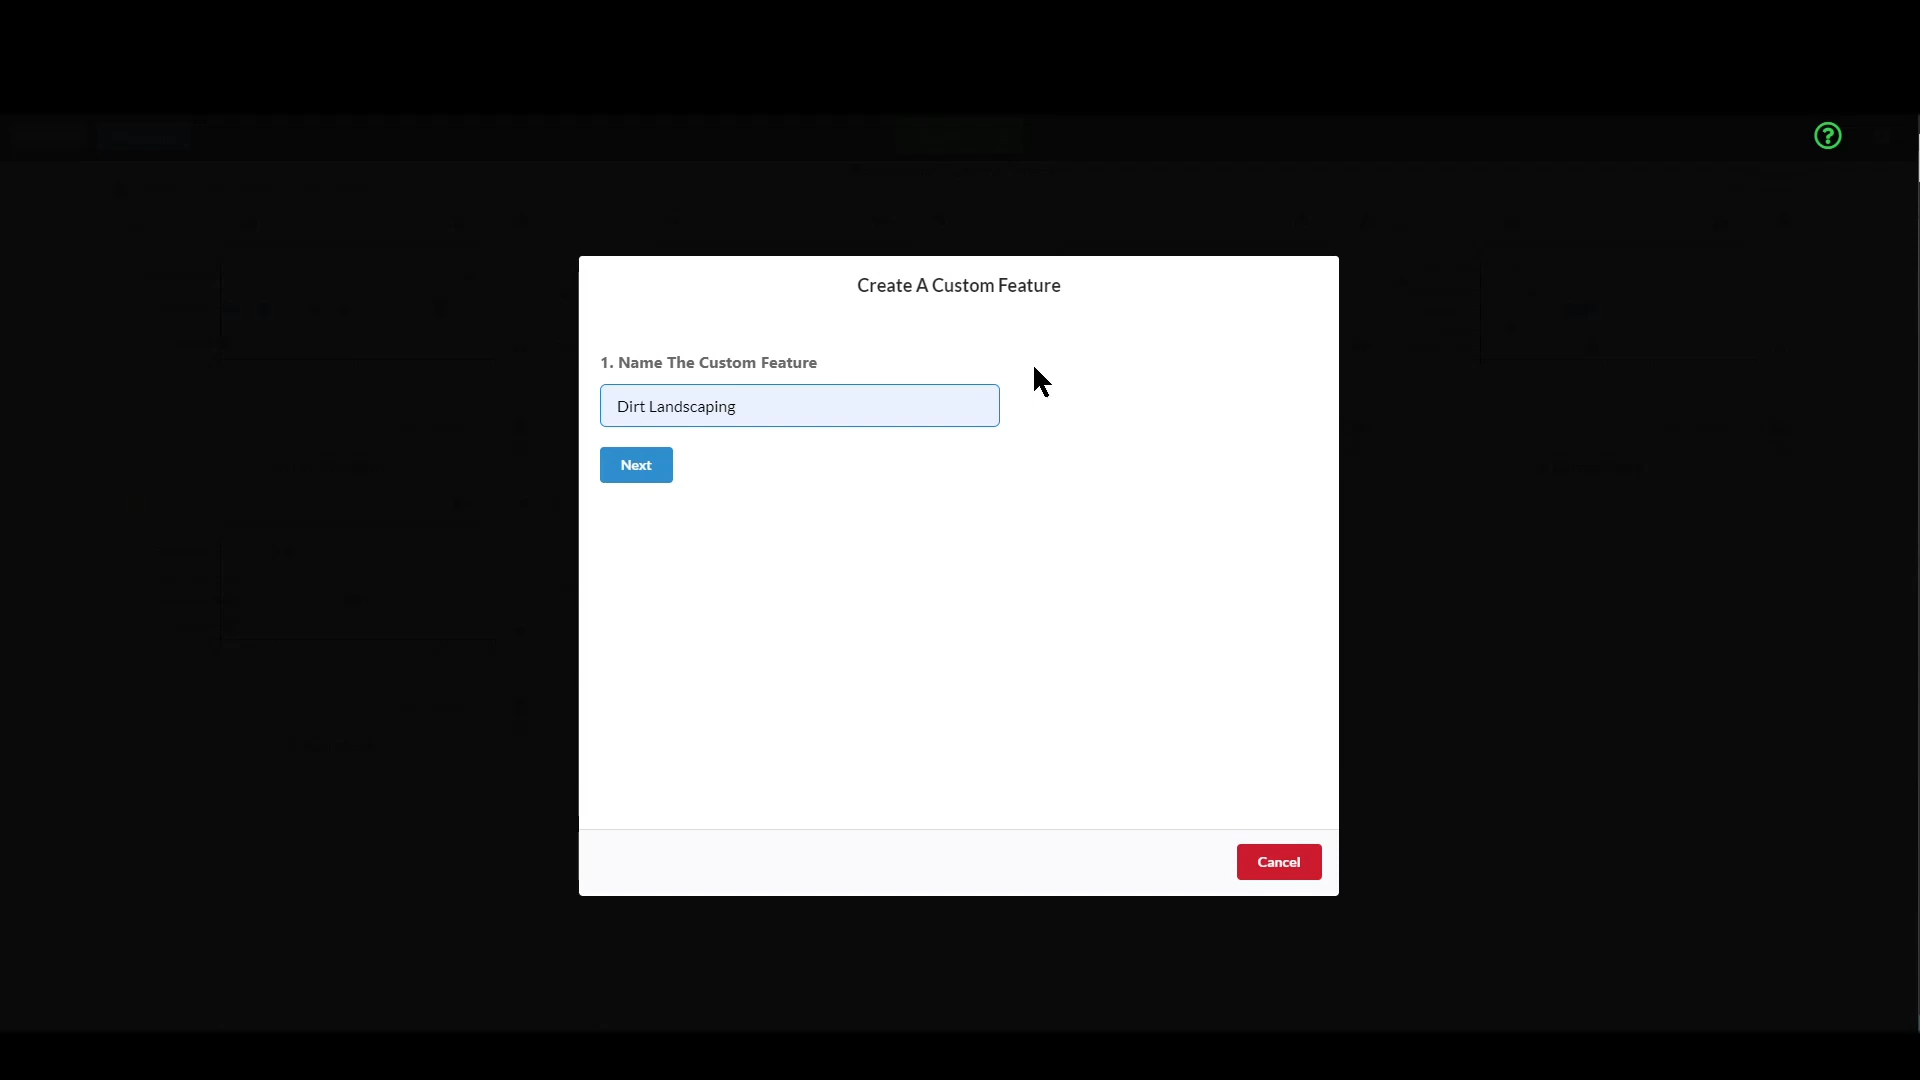 Create A Custom Feature
1. Name The Custom Feature
Dirt Landscaping
Next
Cancel